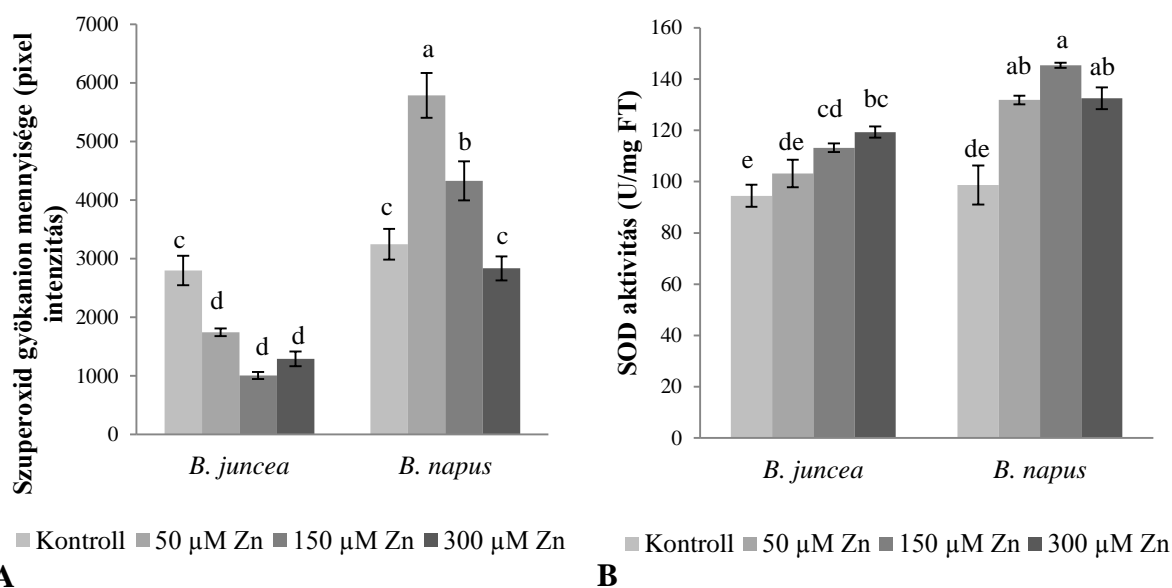 Szuperoxid gyökanion mennyisége (pixel
intenzitás)
7000
6000
5000
4000
3000
2000
1000
0
c
d
d
d
c
a
b
c
B. juncea
B. napus
Kontroll 50 µM Zn 150 µM Zn 300 µM Zn
A
SOD aktivitás (U/mg FT)
160
140
120
100
80
60
40
20
0
e
de
cd
bc
de
ab
a
ab
B. juncea
B. napus
Kontroll 50 µM Zn 150 µM Zn 300 µM Zn
B